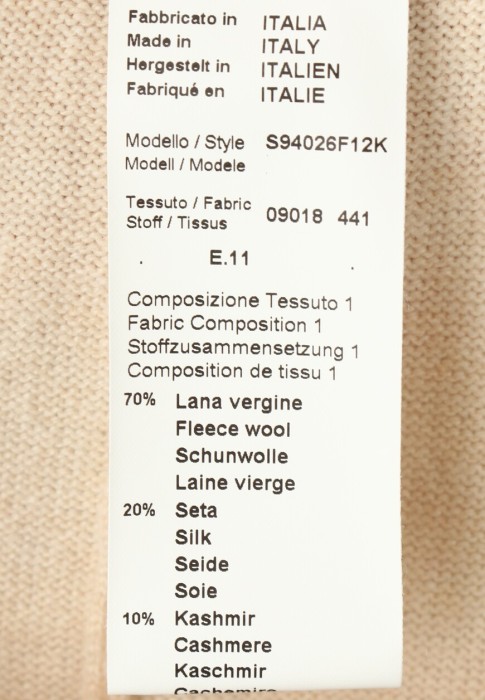 Fabbricato in ITALIA
Made in ITALY
Hergestelt in ITALIEN
Fabriqué en ITALIE
Modello / Style S94026F12K
Modell / Modele
Tessuto / Fabric 09018 441
Stoff / Tissus
E.11
Composizione Tessuto 1
Fabric Composition 1
Stoffzusammensetzung 1
Composition de tissu 1
70% Lana vergine
Fleece wool
Schunwolle
Laine vierge
20% Seta
Silk
Seide
Soie
10% Kashmir
Cashmere
Kaschmir